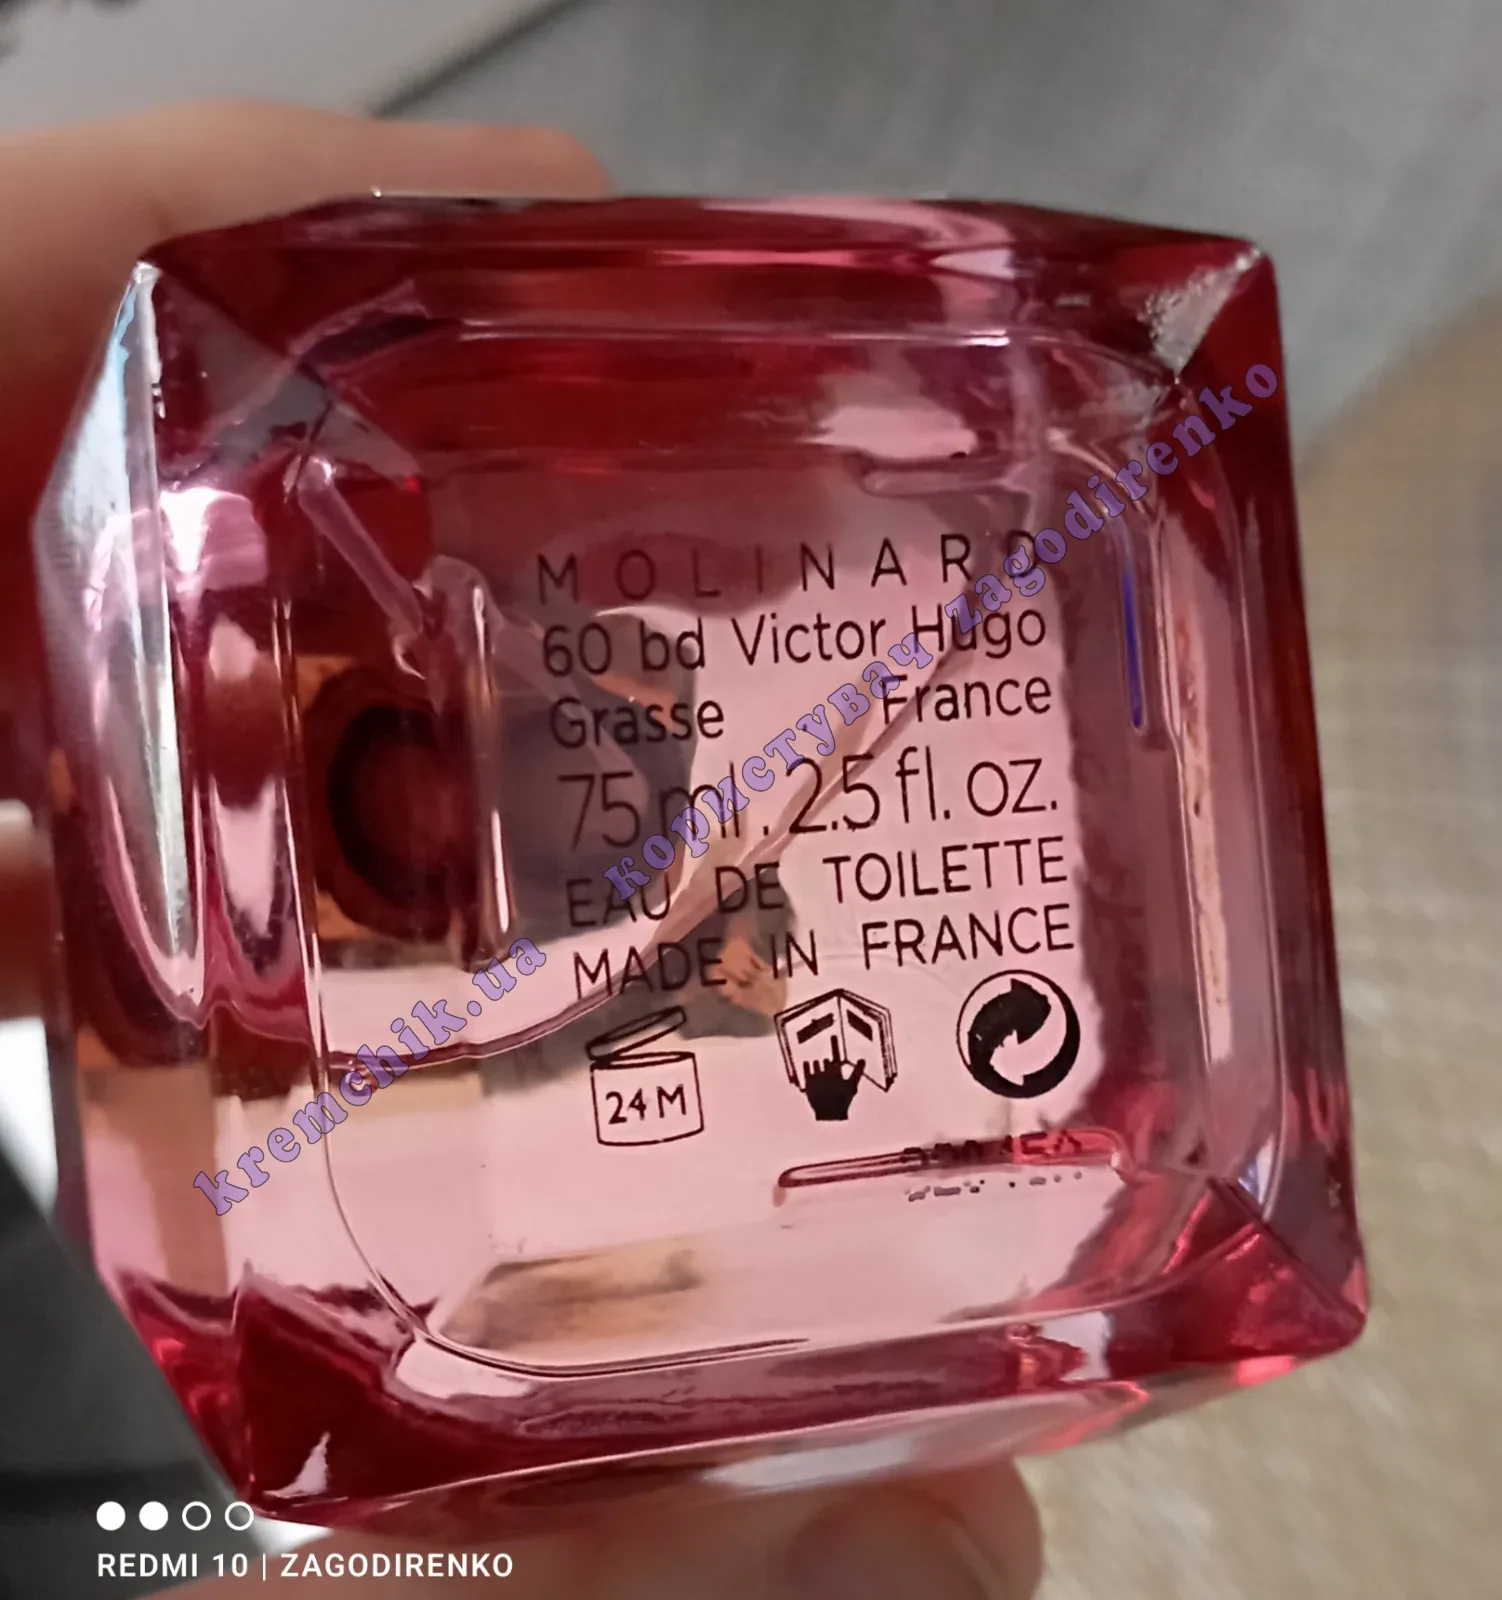 MOLINARD
60 bd Victor Hugo
Grasse France
75 ml . 2.5 fl. oz.
EAU DE TOILETTE
MADE IN FRANCE
24 M
kremchik.ua користувач zagodirenko
REDMI 10 | ZAGODIRENKO